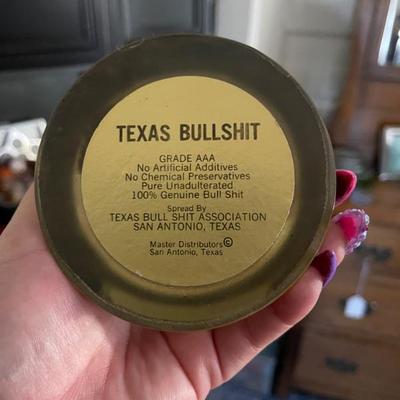 TEXAS BULLSHIT
GRADE AAA
No Artificial Additives
No Chemical Preservatives
Pure Unadulterated
100% Genuine Bull Shit
Spread By
TEXAS BULL SHIT ASSOCIATION
SAN ANTONIO, TEXAS
Master Distributors©
San Antonio, Texas